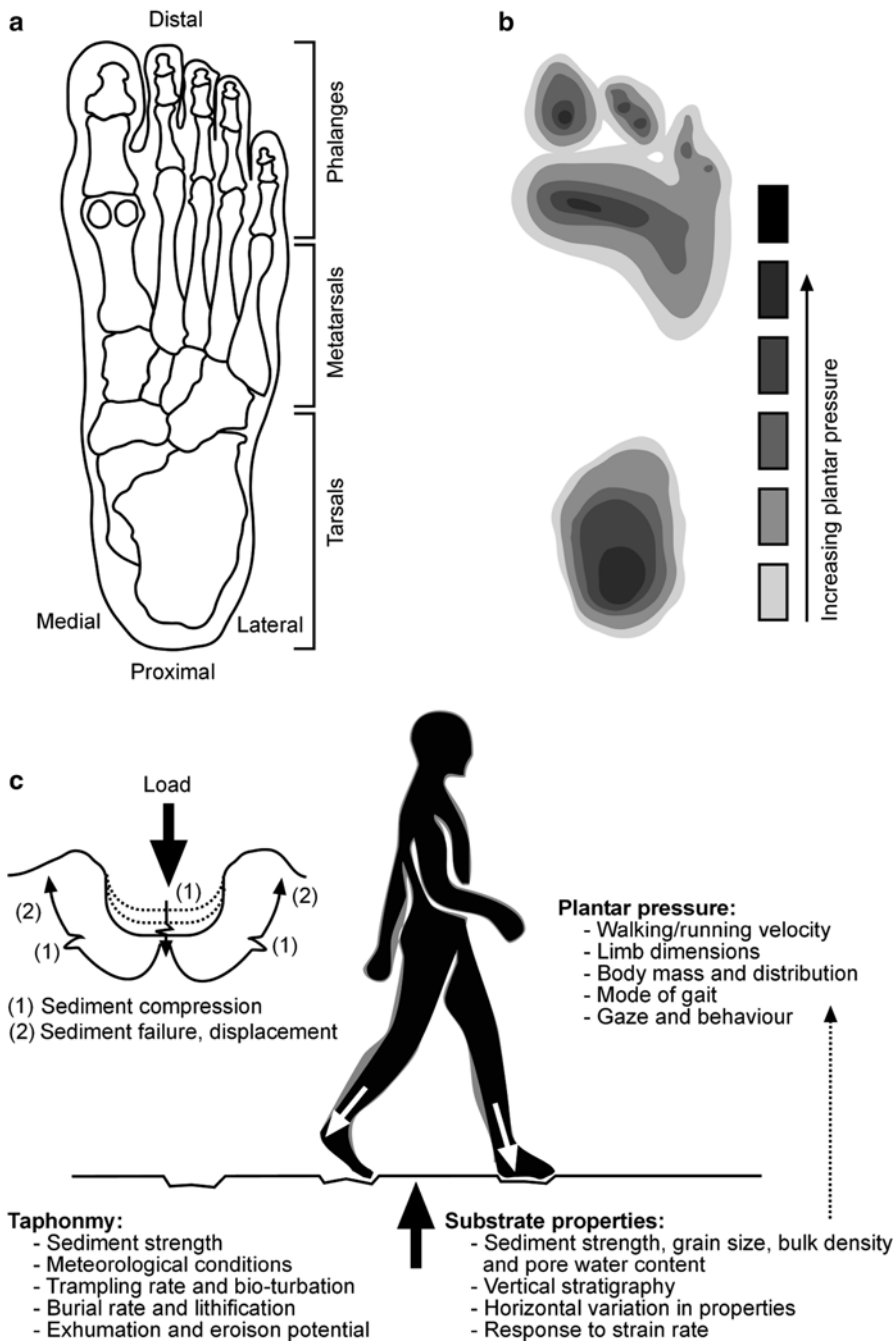 a
Distal
Phalanges
Metatarsals
Tarsals
Medial
Lateral
Proximal
b
Increasing plantar pressure
c
Load
(1)
(2)
(2)
(1)
(1)
(1) Sediment compression
(2) Sediment failure, displacement
Plantar pressure:
- Walking/running velocity
- Limb dimensions
- Body mass and distribution
- Mode of gait
- Gaze and behaviour
Taphonmy:
- Sediment strength
- Meteorological conditions
- Trampling rate and bio-turbation
- Burial rate and lithification
- Exhumation and eroison potential
Substrate properties:
- Sediment strength, grain size, bulk density
and pore water content
- Vertical stratigraphy
- Horizontal variation in properties
- Response to strain rate